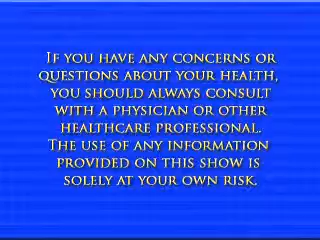 If you have any concerns or
questions about your health,
you should always consult
with a physician or other
healthcare professional.
The use of any information
provided on this show is
solely at your own risk.